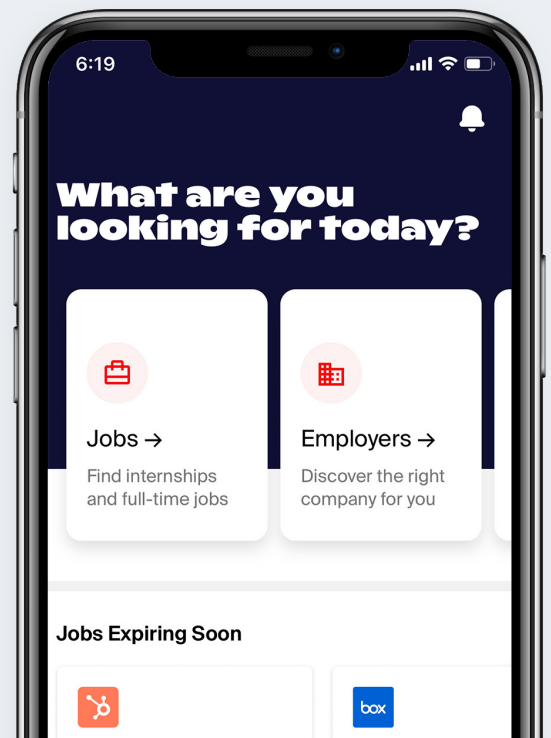 6:19
What are you
looking for today?
Jobs →
Find internships
and full-time jobs
Employers →
Discover the right
company for you
Jobs Expiring Soon
box